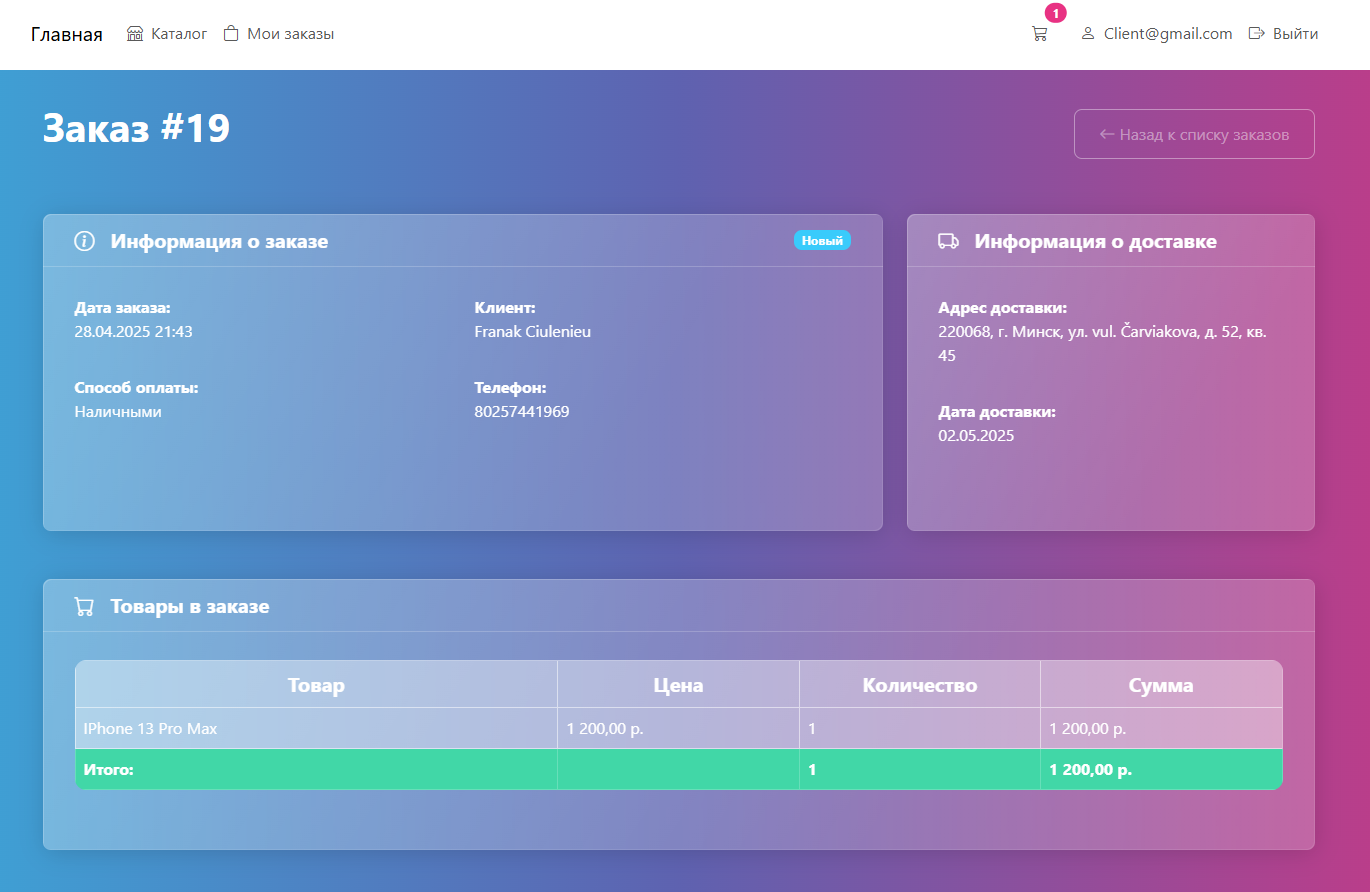 Главная Каталог Мои заказы 1 Client@gmail.com Выйти
Заказ #19
← Назад к списку заказов
Информация о заказе Новый
Дата заказа: Клиент:
28.04.2025 21:43 Franak Ciulenieu
Способ оплаты: Телефон:
Наличными 80257441969
Информация о доставке
Адрес доставки:
220068, г. Минск, ул. vul. Čarviakova, д. 52, кв.
45
Дата доставки:
02.05.2025
Товары в заказе
Товар Цена Количество Сумма
IPhone 13 Pro Max 1 200,00 р. 1 1 200,00 р.
Итого: 1 1 200,00 р.